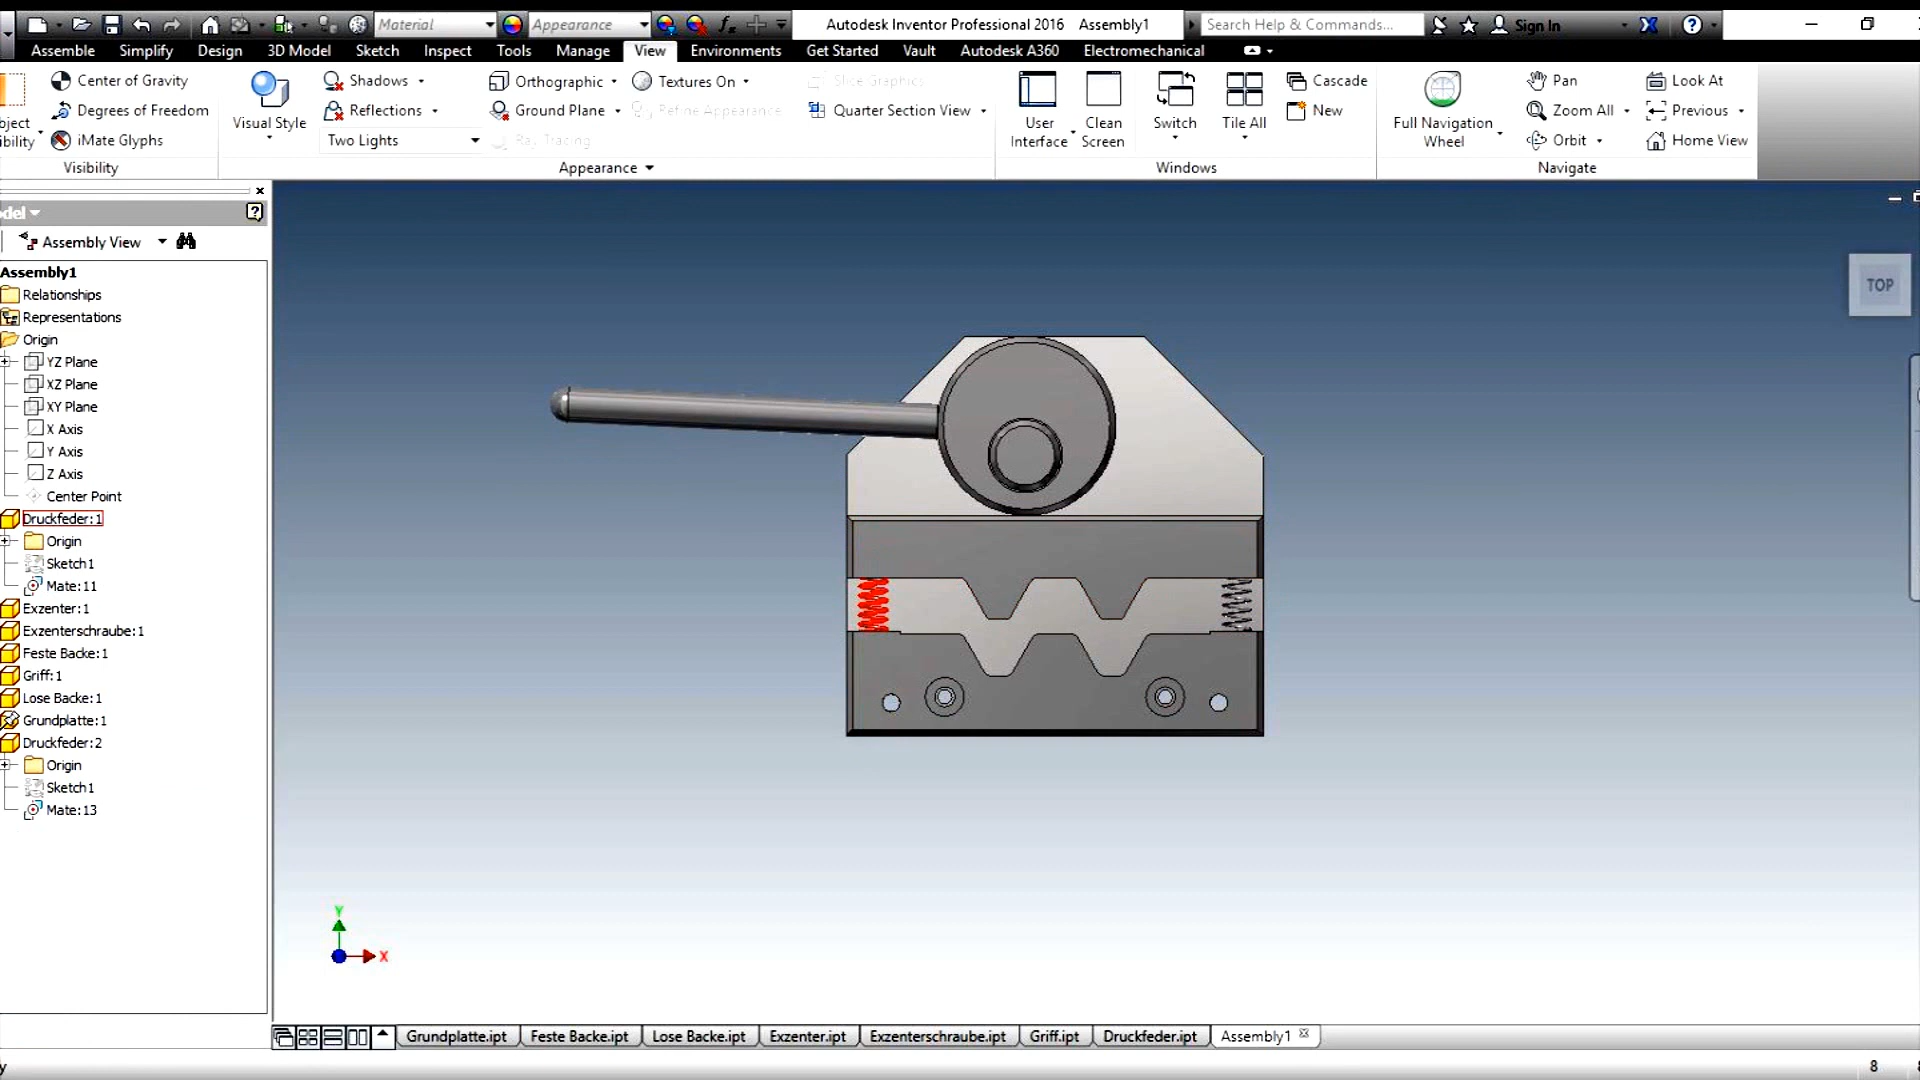 Material
Appearance
Autodesk Inventor Professional 2016 Assembly1
Search Help & Commands...
Sign In
Assemble Simplify Design 3D Model Sketch Inspect Tools Manage View Environments Get Started Vault Autodesk A360 Electromechanical
Center of Gravity
Degrees of Freedom
iMate Glyphs
Visibility
Visual Style
Shadows
Reflections
Two Lights
Orthographic
Ground Plane
Ray Tracing
Textures On
Refine Appearance
Slice Graphics
Quarter Section View
Appearance
User Interface
Clean Screen
Switch
Tile All
Cascade
New
Windows
Full Navigation Wheel
Pan
Zoom All
Orbit
Look At
Previous
Home View
Navigate
Assembly View
Assembly1
Relationships
Representations
Origin
YZ Plane
XZ Plane
XY Plane
X Axis
Y Axis
Z Axis
Center Point
Druckfeder:1
Origin
Sketch1
Mate:11
Exzenter:1
Exzenterschraube:1
Feste Backe:1
Griff:1
Lose Backe:1
Grundplatte:1
Druckfeder:2
Origin
Sketch1
Mate:13
TOP
Y
X
Grundplatte.ipt Feste Backe.ipt Lose Backe.ipt Exzenter.ipt Exzenterschraube.ipt Griff.ipt Druckfeder.ipt Assembly1
8